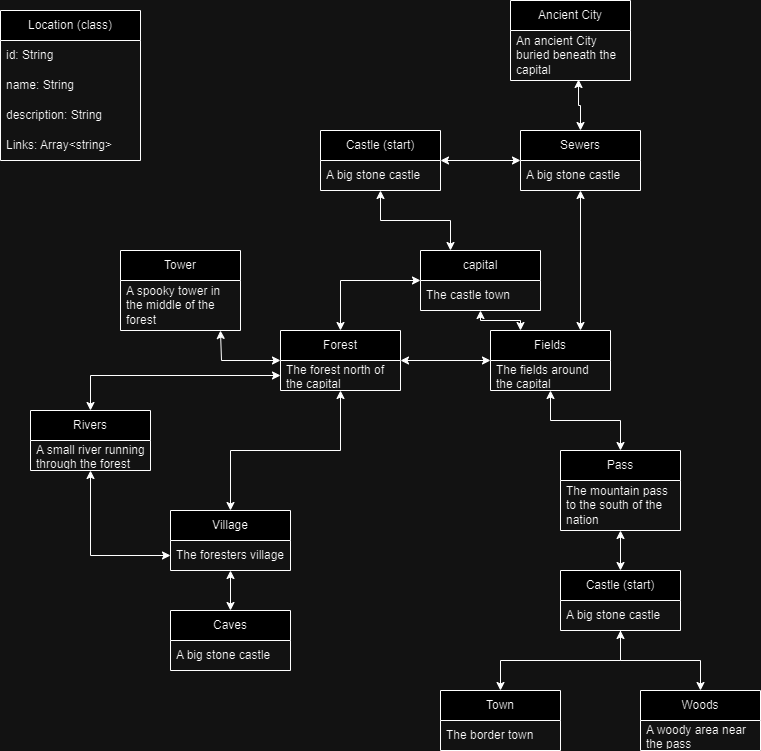 Location (class)
id: String
name: String
description: String
Links: Array<string>
Ancient City
An ancient City
buried beneath the
capital
Castle (start)
A big stone castle
Sewers
A big stone castle
Tower
A spooky tower in
the middle of the
forest
capital
The castle town
Forest
The forest north of
the capital
Fields
The fields around
the capital
Rivers
A small river running
through the forest
Pass
The mountain pass
to the south of the
nation
Village
The foresters village
Castle (start)
A big stone castle
Caves
A big stone castle
Town
The border town
Woods
A woody area near
the pass